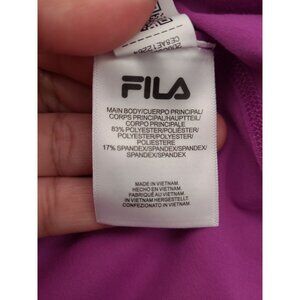 FILA
MAIN BODY/CUERPO PRINCIPAL/
CORPS PRINCIPAL/HAUPTTEIL/
CORPO PRINCIPALE
83% POLYESTER/POLIÉSTER/
POLYESTER/POLYESTER/
POLIESTERE
17% SPANDEX/SPANDEX/
SPANDEX/SPANDEX/SPANDEX
MADE IN VIETNAM
HECHO EN VIETNAM
FABRIQUÉ AU VIETNAM
IN VIETNAM HERGESTELLT
CONFEZIONATO IN VIETNAM